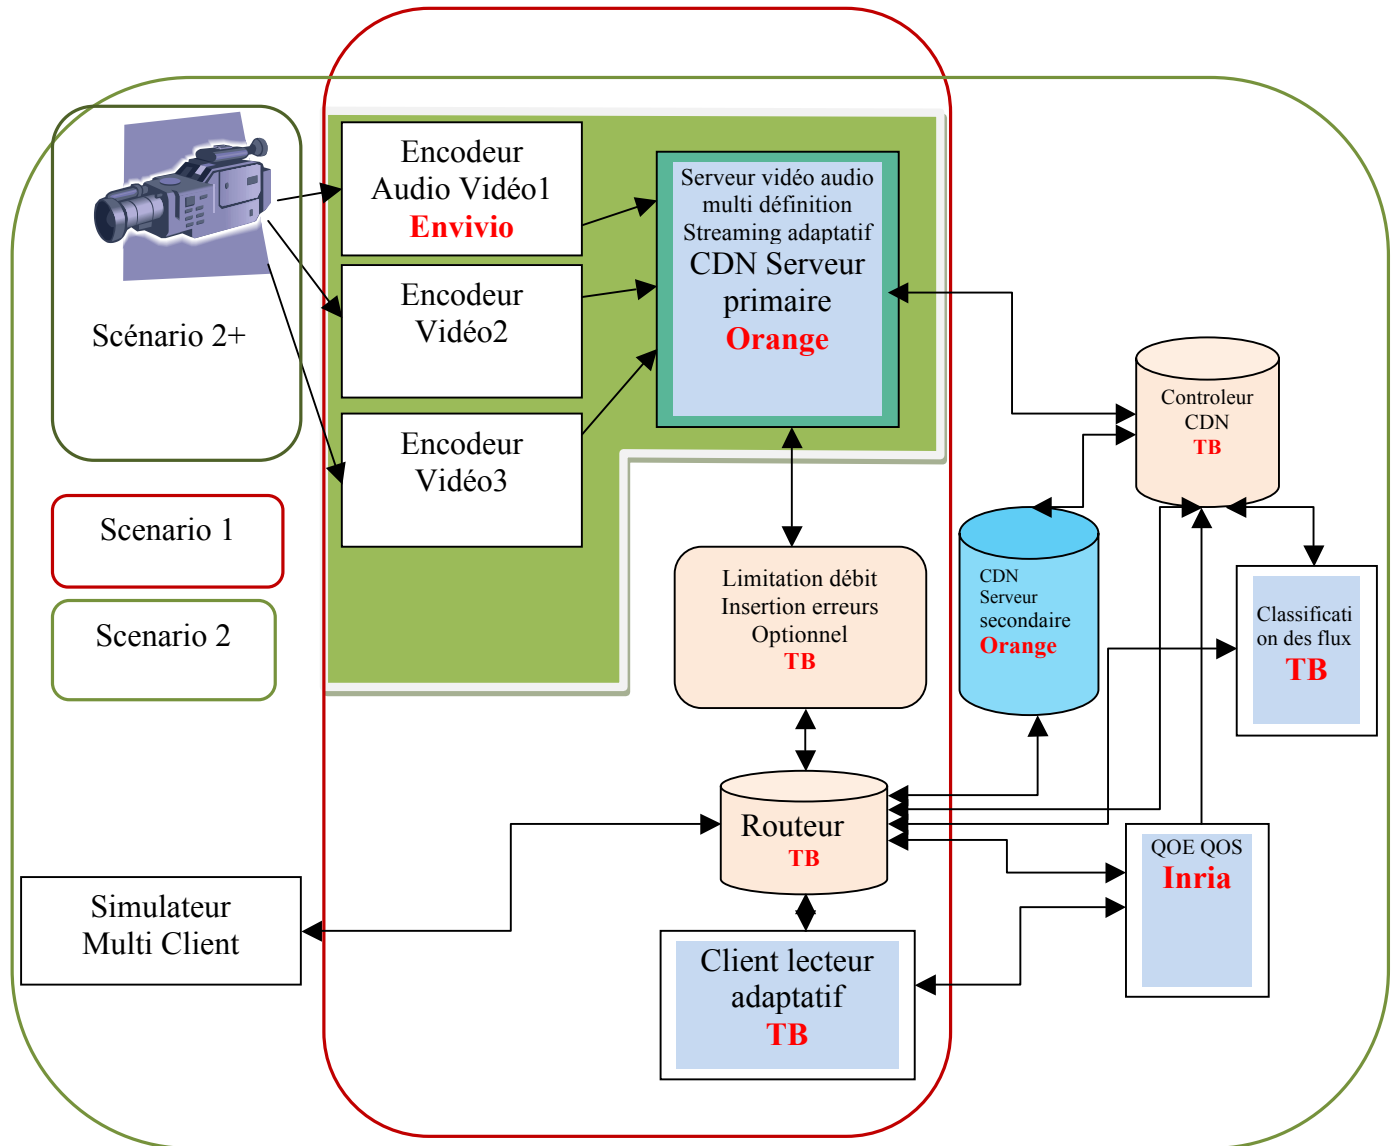 Encodeur
Audio Vidéo1
Envivio
Serveur vidéo audio
multi définition
Streaming adaptatif
CDN Serveur
primaire
Orange
Encodeur
Vidéo2
Scénario 2+
Encodeur
Vidéo3
Controleur
CDN
TB
Scenario 1
Scenario 2
Limitation débit
Insertion erreurs
Optionnel
TB
CDN
Serveur
secondaire
Orange
Classificati
on des flux
TB
Routeur
TB
QOE QOS
Inria
Simulateur
Multi Client
Client lecteur
adaptatif
TB